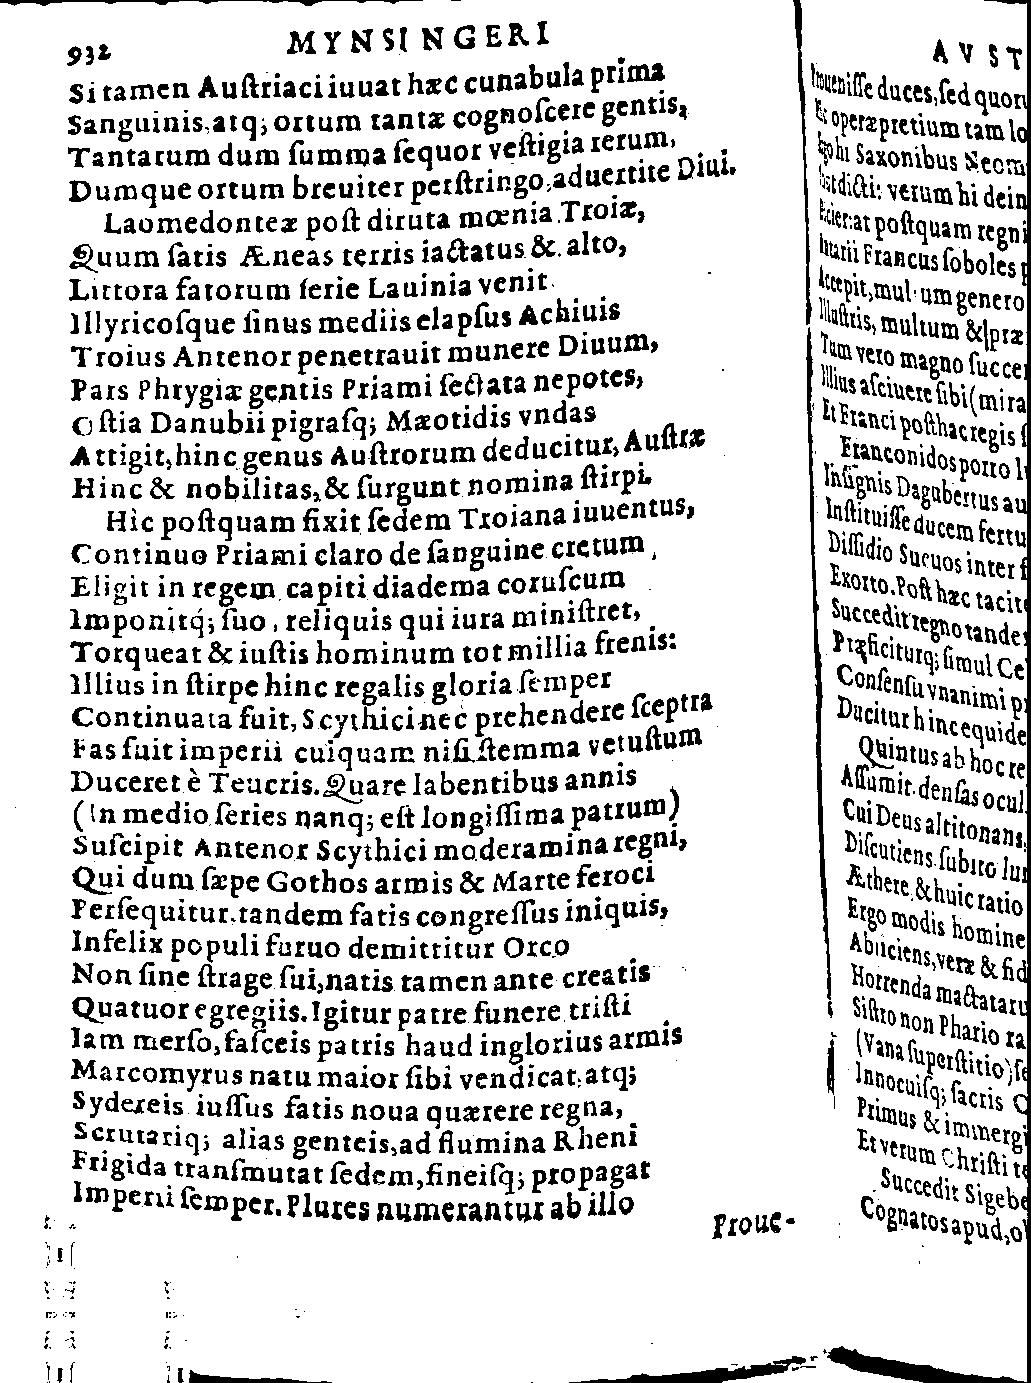 932 MYNSINGERI
Si tamen Auſtriaci iuuat hæc cunabula prima
Sanguinis, atq; ortum tantæ cognoſcere gentis,
Tantarum dum ſumma ſequor veſtigia rerum,
Dumque ortum breuiter perſtringo, aduertite Diui.
Laomedonteæ poſt diruta mœnia Troiæ,
Quum ſatis Æneas terris iactatus & alto,
Littora fatorum ſerie Lauinia venit
Illyricoſque ſinus mediis elapſus Achiuis
Troius Antenor penetrauit munere Diuum,
Pars Phrygiæ gentis Priami ſectata nepotes,
Oſtia Danubii pigraſq; Mæotidis vndas
Attigit, hinc genus Auſtrorum deducitur, Auſtræ
Hinc & nobilitas, & ſurgunt nomina ſtirpi.
Hìc poſtquam fixit ſedem Troiana iuuentus,
Continuo Priami claro de ſanguine cretum,
Eligit in regem capiti diadema coruſcum
Imponitq́; ſuo, reliquis qui iura miniſtret,
Torqueat & iuſtis hominum tot millia frenis:
Illius in ſtirpe hinc regalis gloria ſemper
Continuata fuit, Scythici nec prehendere ſceptra
Fas fuit imperii cuiquam niſi ſtemma vetuſtum
Duceret è Teucris. Quare labentibus annis
(In medio ſeries nanq; eſt longiſſima patrum)
Suſcipit Antenor Scythici moderamina regni,
Qui dum ſæpe Gothos armis & Marte feroci
Perſequitur, tandem fatis congreſſus iniquis,
Infelix populi furuo demittitur Orco
Non ſine ſtrage ſui, natis tamen ante creatis
Quatuor egregiis. Igitur patre funere triſti
Iam merſo, faſceis patris haud inglorius armis
Marcomyrus natu maior ſibi vendicat, atq;
Sydereis iuſſus fatis noua quærere regna,
Scrutariq; alias genteis, ad flumina Rheni
Frigida tranſmutat ſedem, fineiſq; propagat
Imperii ſemper. Plures numerantur ab illo
Proue-
AVST
Proueniſſe duces, ſed quoru
Et operæpretium tam lo
hi Saxonibus Neom
dicti: verum hi dein
at poſtquam regni
Francus ſoboles
Accepit, multum genero
Illuſtris, multum & præ
Tum vero magno ſucce
Illius aſciuere ſibi (mira
Et Franci poſthac regis
Franconidos porro
Inſignis Dagubertus au
Inſtituiſſe ducem fertu
Diſſidio Sueuos inter
Exorto. Poſt hæc tacit
Succedit regno tande
Præficiturq; ſimul Ce
Conſenſu vnanimi
Ducitur hinc equide
Quintus ab hoc re
Aſſumit. denſas ocul
Cui Deus altitonans,
Diſcutiens ſubito lu
Æthere, & huic ratio
Ergo modis homine
Abiiciens, veræ & fid
Horrenda mactatar
Siſtro non Phario ra
(Vana ſuperſtitio) ſe
Innocuiſq; ſacris
Primus & immergi
Et verum Chriſti te
Succedit Sigebe
Cognatos apud,